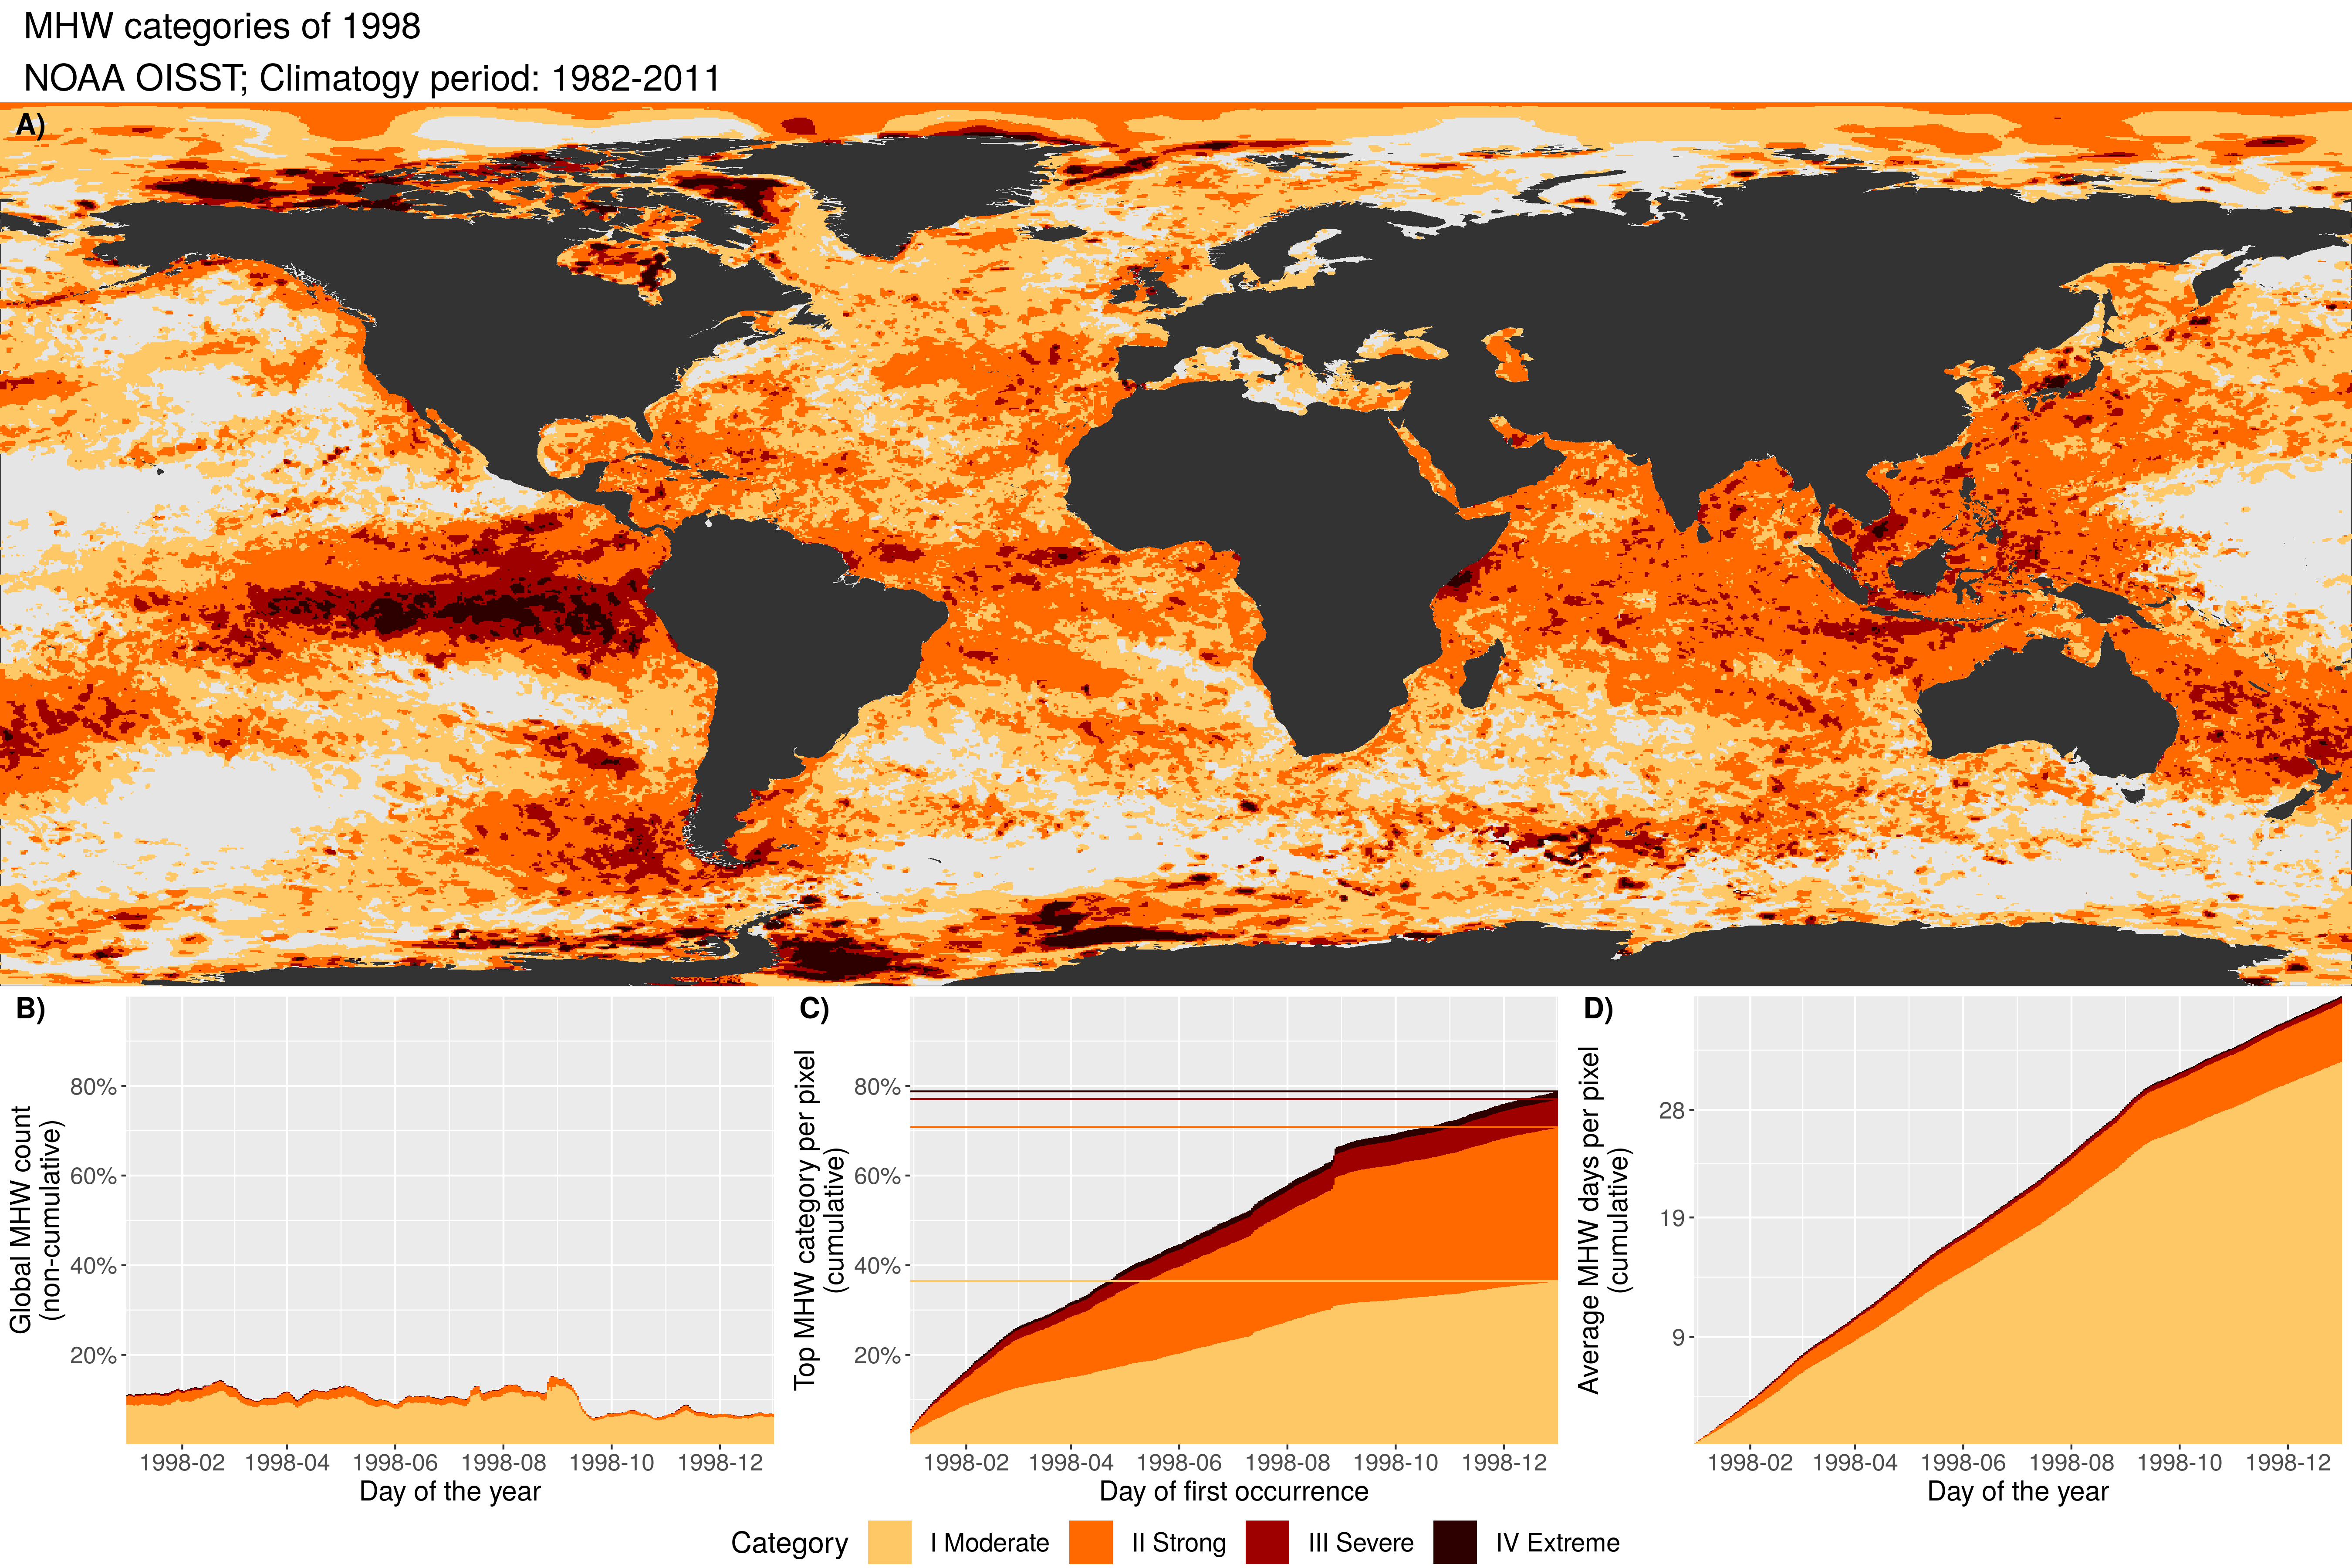 MHW categories of 1998
NOAA OISST; Climatogy period: 1982-2011
A)
B)
Global MHW count
(non-cumulative)
80%
60%
40%
20%
1998-02 1998-04 1998-06 1998-08 1998-10 1998-12
Day of the year
C)
Top MHW category per pixel
(cumulative)
80%
60%
40%
20%
1998-02 1998-04 1998-06 1998-08 1998-10 1998-12
Day of first occurrence
D)
Average MHW days per pixel
(cumulative)
28
19
9
1998-02 1998-04 1998-06 1998-08 1998-10 1998-12
Day of the year
Category I Moderate II Strong III Severe IV Extreme